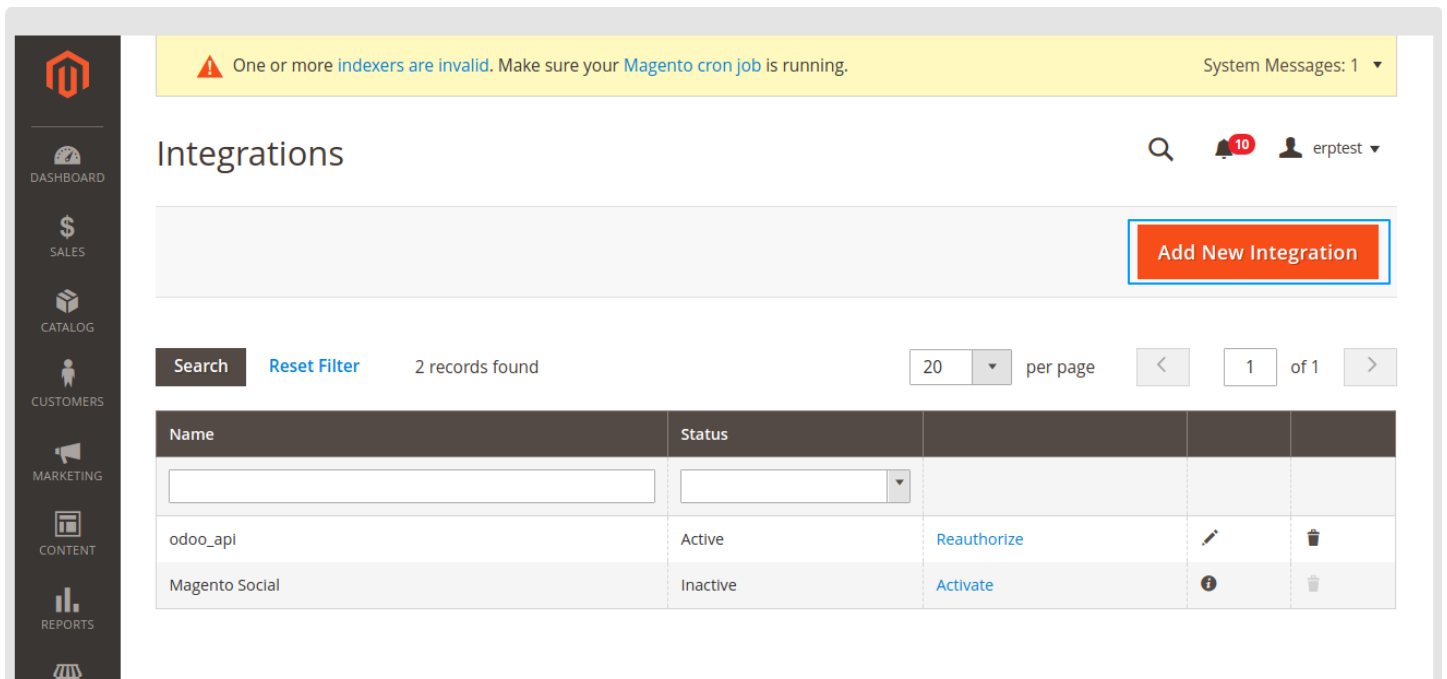 One or more indexers are invalid. Make sure your Magento cron job is running.
System Messages: 1
Integrations
10
erptest
DASHBOARD
SALES
CATALOG
CUSTOMERS
MARKETING
CONTENT
REPORTS
Add New Integration
Search Reset Filter 2 records found 20 per page 1 of 1
Name Status
odoo_api Active Reauthorize
Magento Social Inactive Activate